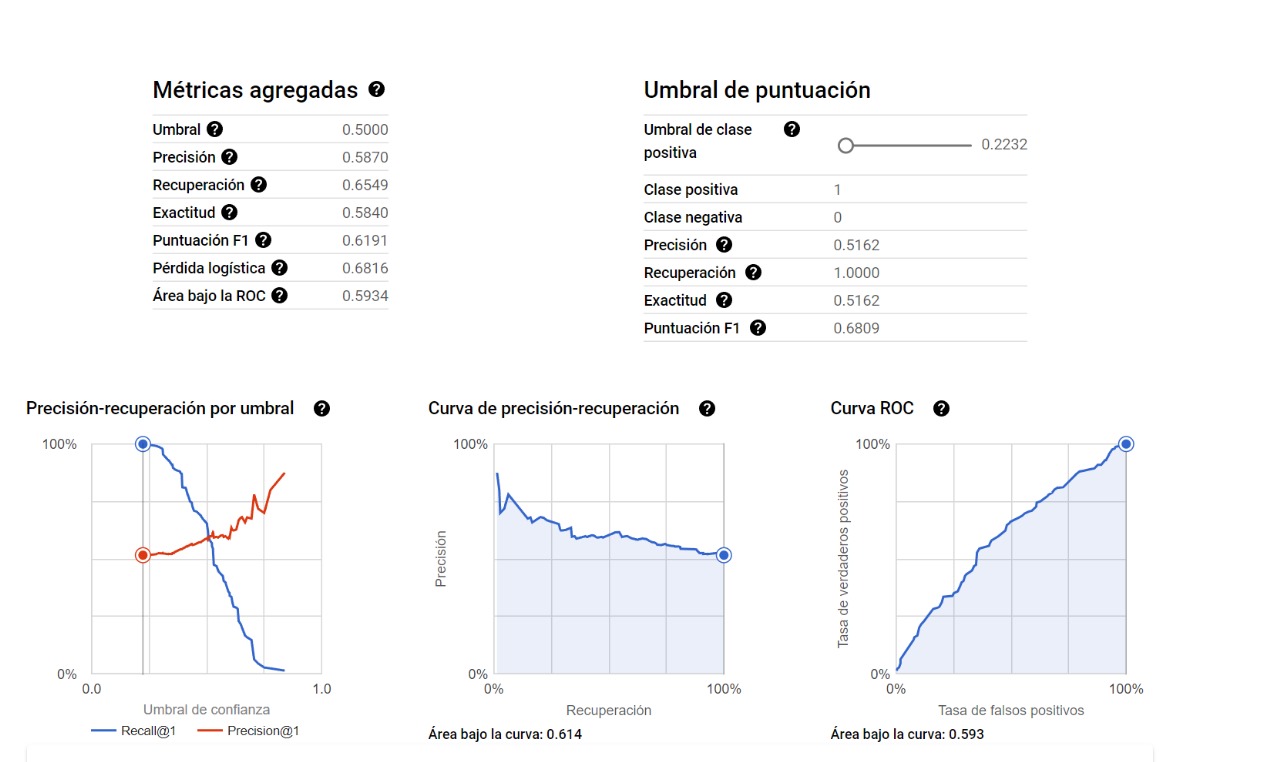 Métricas agregadas
Umbral 0.5000
Precisión 0.5870
Recuperación 0.6549
Exactitud 0.5840
Puntuación F1 0.6191
Pérdida logística 0.6816
Área bajo la ROC 0.5934
Umbral de puntuación
Umbral de clase
positiva
0.2232
Clase positiva 1
Clase negativa 0
Precisión 0.5162
Recuperación 1.0000
Exactitud 0.5162
Puntuación F1 0.6809
Precisión-recuperación por umbral
100%
0%
0.0 1.0
Umbral de confianza
Recall@1 Precision@1
Curva de precisión-recuperación
100%
Precisión
0%
0% 100%
Recuperación
Área bajo la curva: 0.614
Curva ROC
100%
Tasa de verdaderos positivos
0%
0% 100%
Tasa de falsos positivos
Área bajo la curva: 0.593